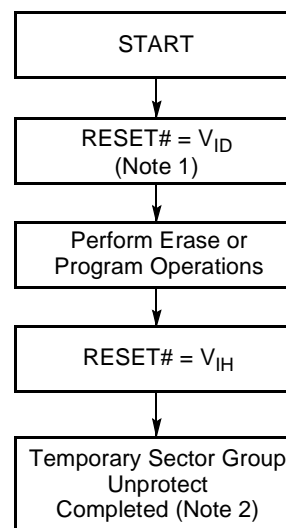 START
RESET# = VID
(Note 1)
Perform Erase or
Program Operations
RESET# = VIH
Temporary Sector Group
Unprotect
Completed (Note 2)